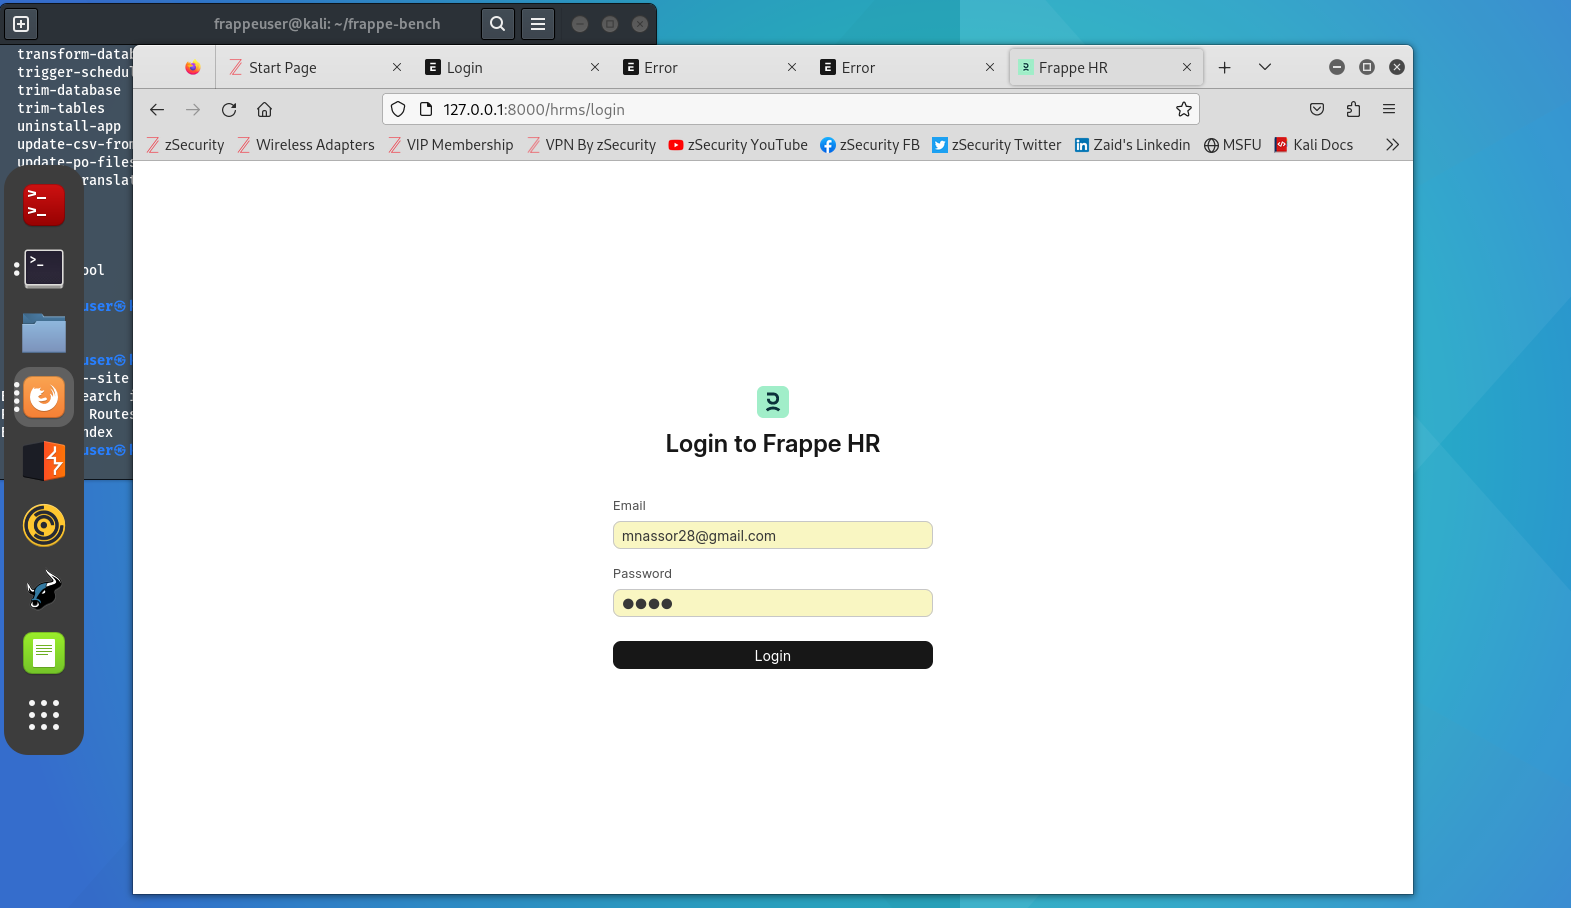 frappeuser@kali: ~/frappe-bench
transform-datab
trigger-schedul
trim-database
trim-tables
uninstall-app
update-csv-from
update-po-files
ranslat
ool
user㉿
user㉿
--site
earch i
Routes
ndex
user㉿
Start Page
Login
Error
Error
Frappe HR
127.0.0.1:8000/hrms/login
zSecurity
Wireless Adapters
VIP Membership
VPN By zSecurity
zSecurity YouTube
zSecurity FB
zSecurity Twitter
Zaid's Linkedin
MSFU
Kali Docs
Login to Frappe HR
Email
mnassor28@gmail.com
Password
●●●●
Login